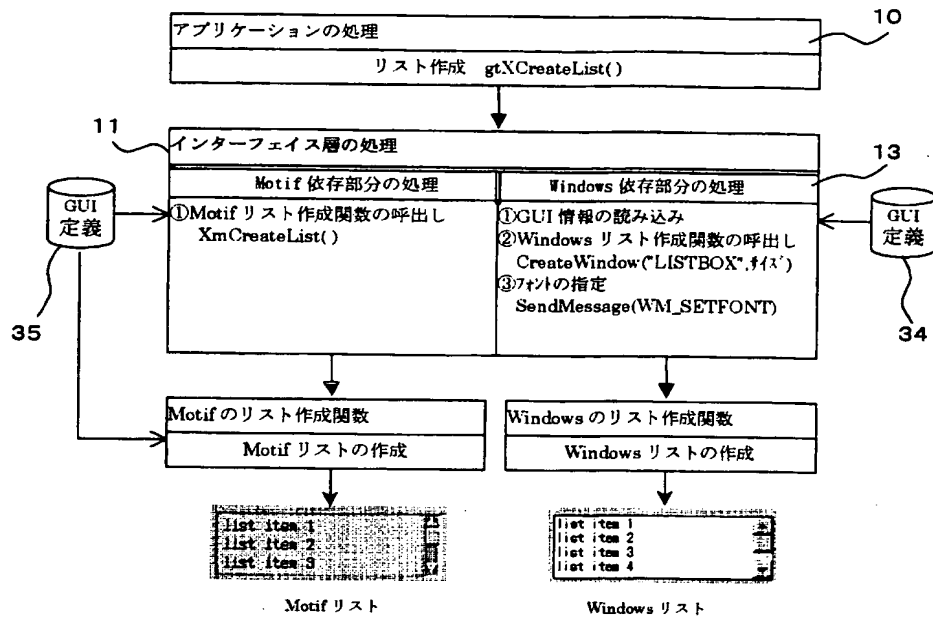 10
アプリケーションの処理
リスト作成　gtXCreateList()
11
インターフェイス層の処理
13
Motif 依存部分の処理
Windows 依存部分の処理
GUI
定義
35
①Motif リスト作成関数の呼出し
XmCreateList()
①GUI 情報の読み込み
②Windows リスト作成関数の呼出し
CreateWindow("LISTBOX",ｻｲｽﾞ)
③ﾌｫﾝﾄの指定
SendMessage(WM_SETFONT)
GUI
定義
34
Motif のリスト作成関数
Motif リストの作成
Windows のリスト作成関数
Windows リストの作成
list item 1
list item 2
list item 3
list item 1
list item 2
list item 3
list item 4
Motif リスト
Windows リスト